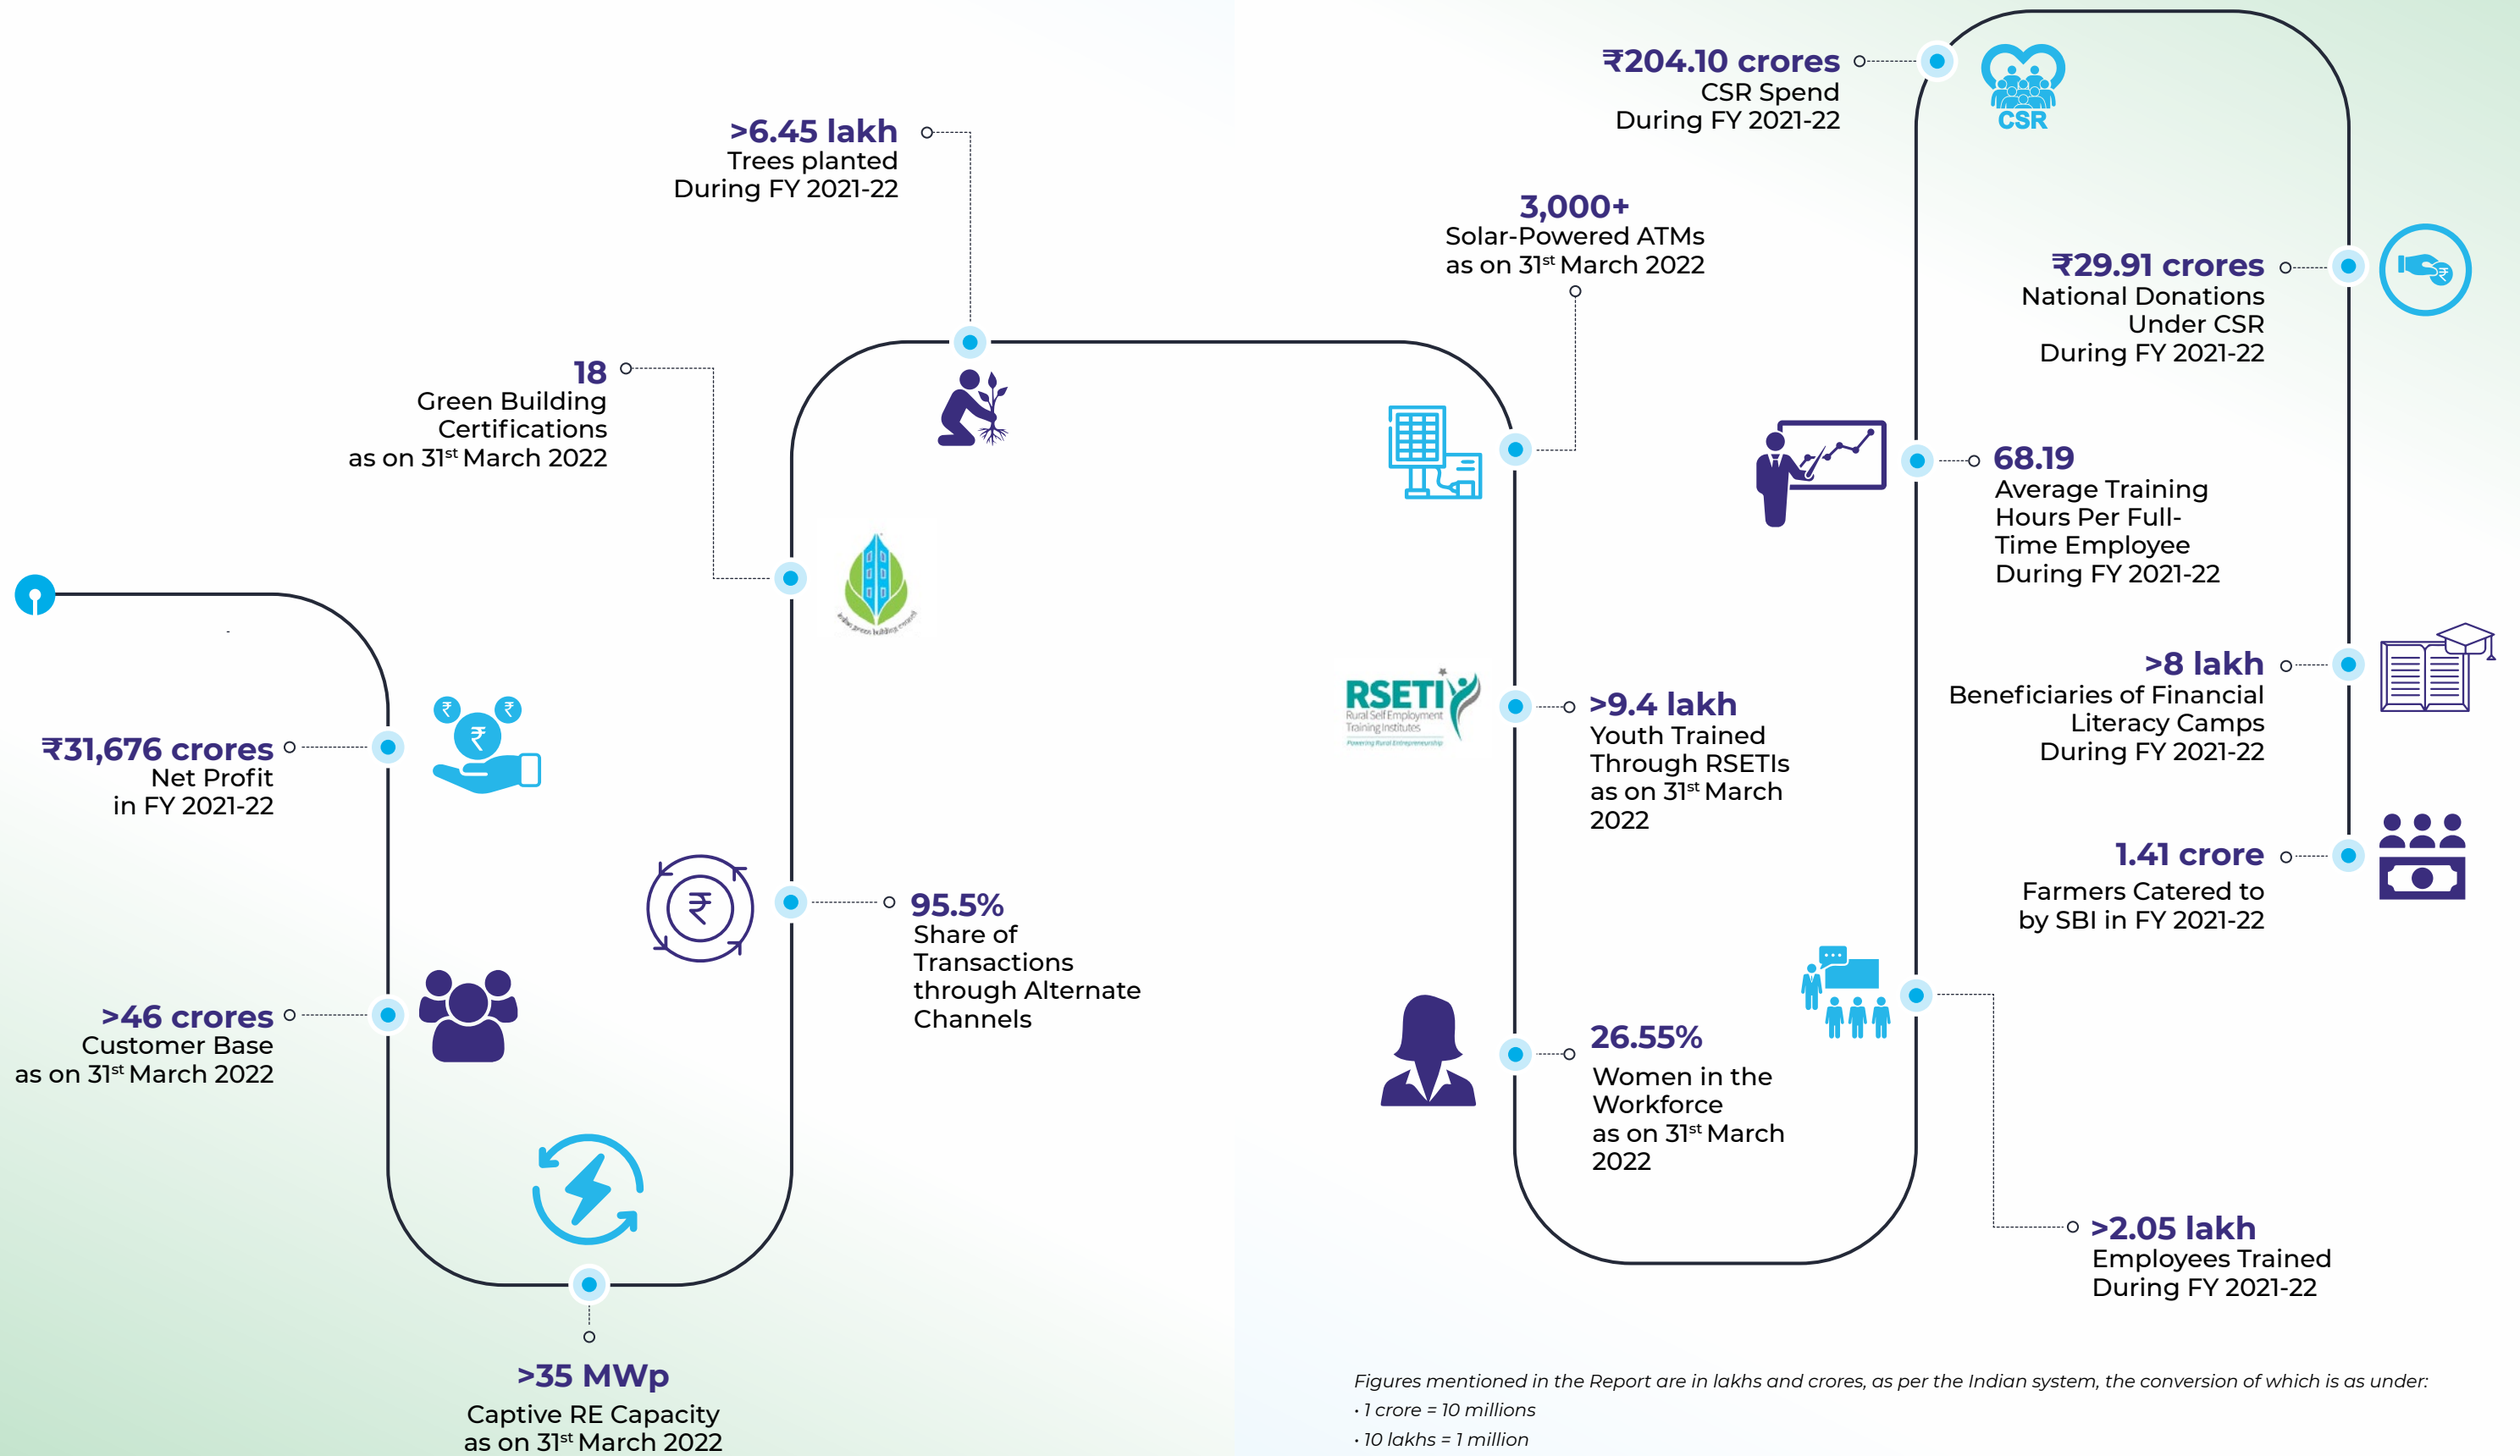 ₹31,676 crores
Net Profit
in FY 2021-22
>46 crores
Customer Base
as on 31st March 2022
>35 MWp
Captive RE Capacity
as on 31st March 2022
95.5%
Share of
Transactions
through Alternate
Channels
18
Green Building
Certifications
as on 31st March 2022
indian green building council
>6.45 lakh
Trees planted
During FY 2021-22
3,000+
Solar-Powered ATMs
as on 31st March 2022
RSETI
Rural Self Employment
Training Institutes
Powering Rural Entrepreneurship
>9.4 lakh
Youth Trained
Through RSETIs
as on 31st March
2022
26.55%
Women in the
Workforce
as on 31st March
2022
>2.05 lakh
Employees Trained
During FY 2021-22
68.19
Average Training
Hours Per Full-
Time Employee
During FY 2021-22
₹204.10 crores
CSR Spend
During FY 2021-22
CSR
₹29.91 crores
National Donations
Under CSR
During FY 2021-22
>8 lakh
Beneficiaries of Financial
Literacy Camps
During FY 2021-22
1.41 crore
Farmers Catered to
by SBI in FY 2021-22
Figures mentioned in the Report are in lakhs and crores, as per the Indian system, the conversion of which is as under:
• 1 crore = 10 millions
• 10 lakhs = 1 million